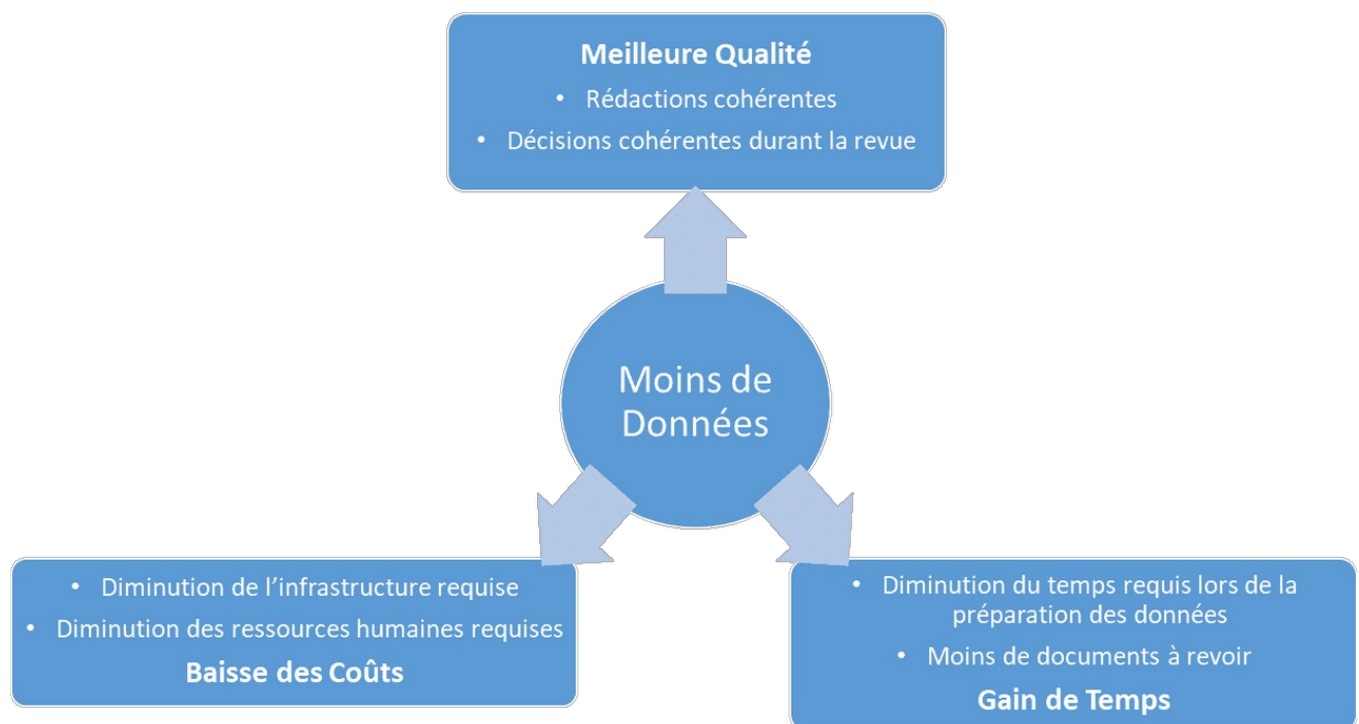 Meilleure Qualité
• Rédactions cohérentes
• Décisions cohérentes durant la revue
Moins de
Données
• Diminution de l’infrastructure requise
• Diminution des ressources humaines requises
Baisse des Coûts
• Diminution du temps requis lors de la
préparation des données
• Moins de documents à revoir
Gain de Temps